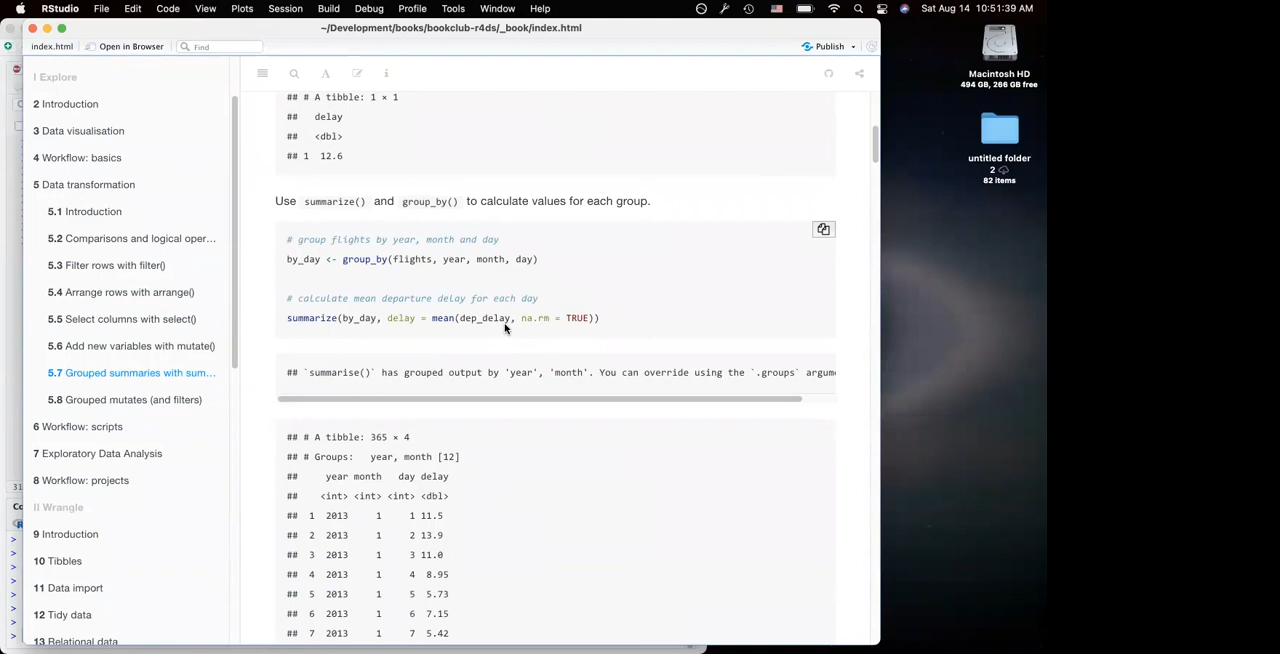 RStudio File Edit Code View Plots Session Build Debug Profile Tools Window Help Sat Aug 14 10:51:39 AM
~/Development/books/bookclub-r4ds/_book/index.html
index.html Open in Browser Find Publish
I Explore
2 Introduction
3 Data visualisation
4 Workflow: basics
5 Data transformation
5.1 Introduction
5.2 Comparisons and logical oper...
5.3 Filter rows with filter()
5.4 Arrange rows with arrange()
5.5 Select columns with select()
5.6 Add new variables with mutate()
5.7 Grouped summaries with sum...
5.8 Grouped mutates (and filters)
6 Workflow: scripts
7 Exploratory Data Analysis
8 Workflow: projects
II Wrangle
9 Introduction
10 Tibbles
11 Data import
12 Tidy data
13 Relational data
## # A tibble: 1 × 1
## delay
## <dbl>
## 1 12.6
Use summarize() and group_by() to calculate values for each group.
# group flights by year, month and day
by_day <- group_by(flights, year, month, day)
# calculate mean departure delay for each day
summarize(by_day, delay = mean(dep_delay, na.rm = TRUE))
## `summarise()` has grouped output by 'year', 'month'. You can override using the `.groups` argume
## # A tibble: 365 × 4
## # Groups: year, month [12]
## year month day delay
## <int> <int> <int> <dbl>
## 1 2013 1 1 11.5
## 2 2013 1 2 13.9
## 3 2013 1 3 11.0
## 4 2013 1 4 8.95
## 5 2013 1 5 5.73
## 6 2013 1 6 7.15
## 7 2013 1 7 5.42
Macintosh HD
494 GB, 266 GB free
untitled folder
2
82 items
31
Co
>
>
>
>
>
>
>
>